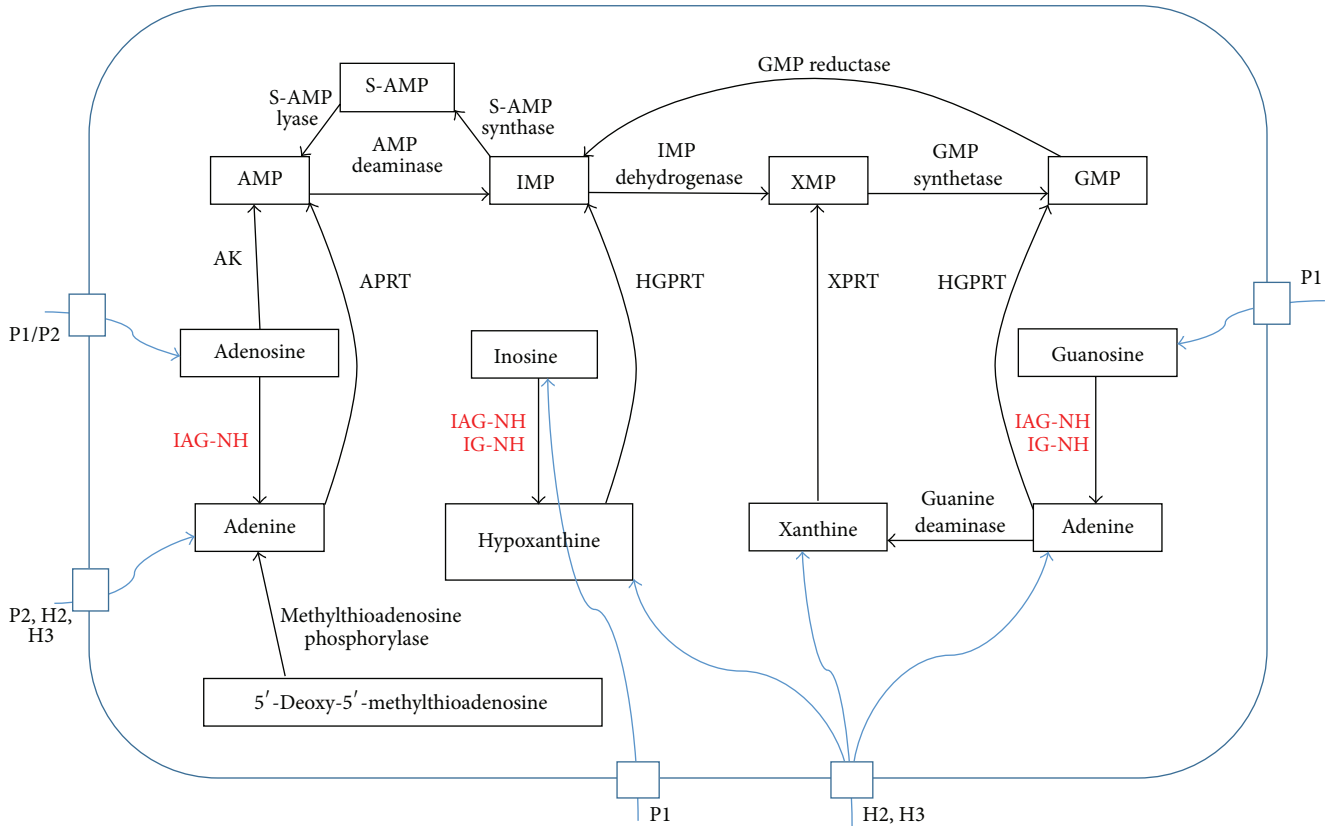 GMP reductase
S-AMP
S-AMP
lyase
S-AMP
synthase
AMP
deaminase
IMP
dehydrogenase
GMP
synthetase
AMP
IMP
XMP
GMP
AK
APRT
HGPRT
XPRT
HGPRT
P1
P1/P2
Adenosine
Inosine
Guanosine
IAG-NH
IAG-NH
IG-NH
IAG-NH
IG-NH
Adenine
Hypoxanthine
Xanthine
Guanine
deaminase
Adenine
P2, H2,
H3
Methylthioadenosine
phosphorylase
5′-Deoxy-5′-methylthioadenosine
P1
H2, H3